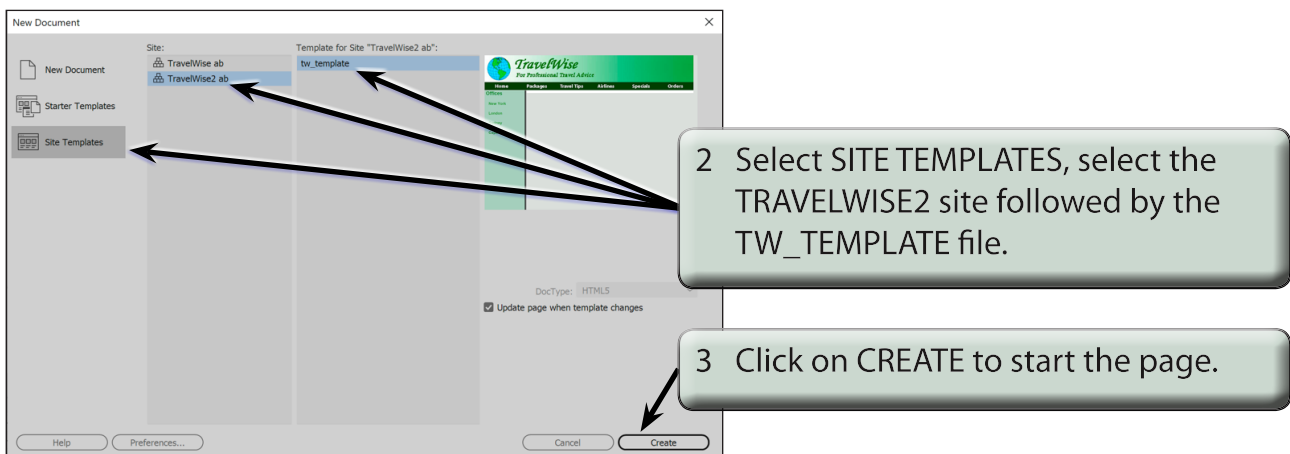 New Document
Site:
Template for Site "TravelWise2 ab":
New Document
Starter Templates
Site Templates
TravelWise ab
TravelWise2 ab
tw_template
TravelWise
For Professional Travel Advice
Home Packages Travel Tips Airlines Specials Orders
Offices
New York
London
DocType: HTML5
Update page when template changes
2 Select SITE TEMPLATES, select the
TRAVELWISE2 site followed by the
TW_TEMPLATE file.
3 Click on CREATE to start the page.
Help
Preferences...
Cancel
Create